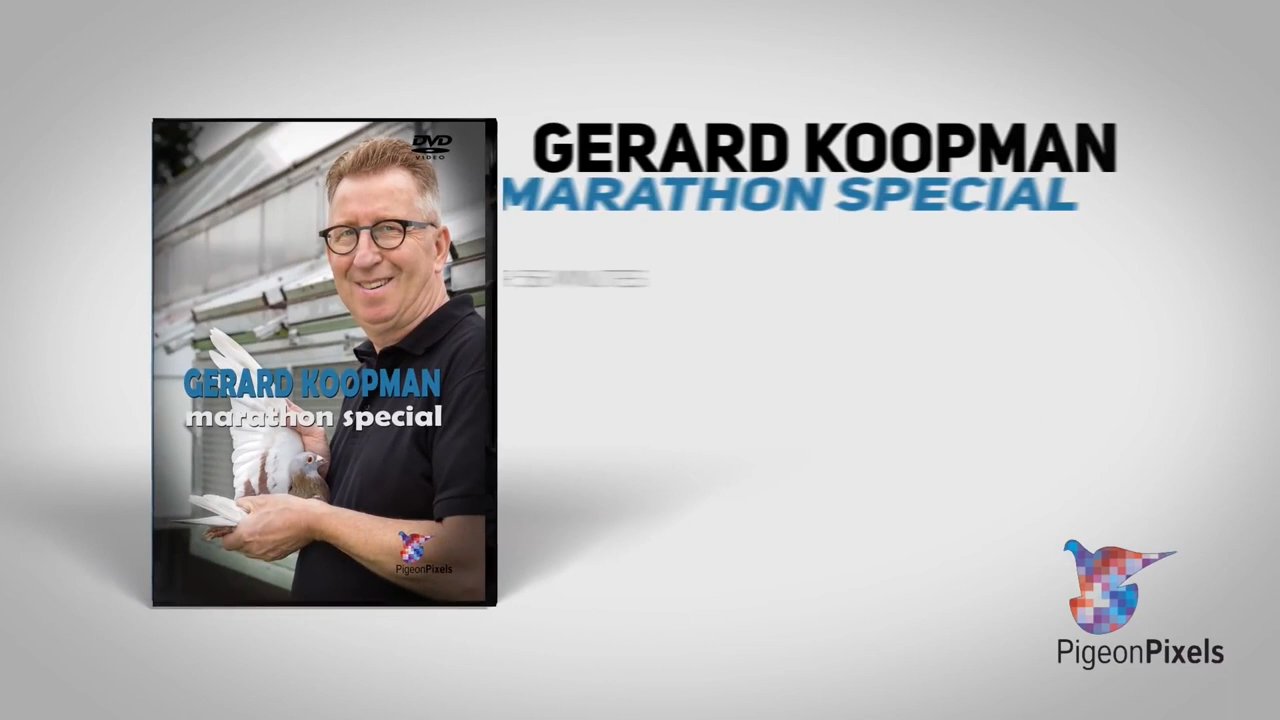 GERARD KOOPMAN
MARATHON SPECIAL
DVD
VIDEO
GERARD KOOPMAN
marathon special
PigeonPixels
PigeonPixels